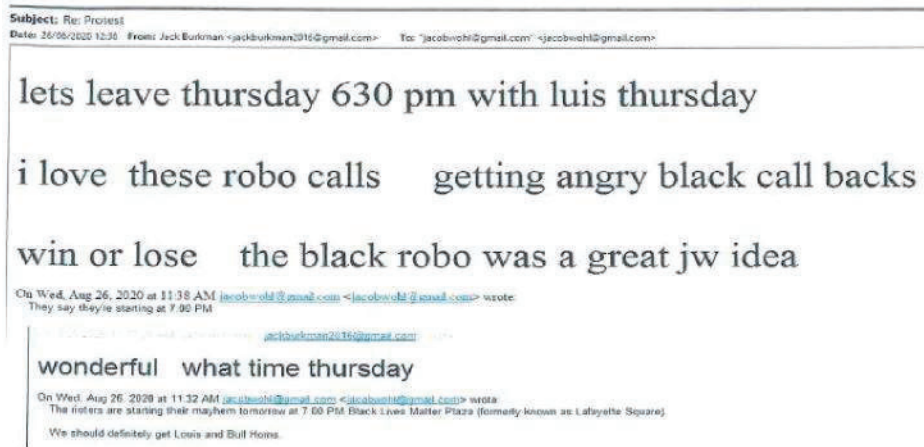 Subject: Re: Protest
Date: 26/08/2020 12:36 From: Jack Burkman <jackburkman2016@gmail.com> To: "jacobwohl@gmail.com" <jacobwohl@gmail.com>
lets leave thursday 630 pm with luis thursday
i love these robo calls getting angry black call backs
win or lose the black robo was a great jw idea
On Wed, Aug 26, 2020 at 11:38 AM jacobwohl@gmail.com <jacobwohl@gmail.com> wrote:
They say they're starting at 7:00 PM
jackburkman2016@gmail.com
wonderful what time thursday
On Wed, Aug 26, 2020 at 11:32 AM jacobwohl@gmail.com <jacobwohl@gmail.com> wrote
The rioters are starting their mayhem tomorrow at 7:00 PM Black Lives Matter Plaza (formerly known as Lafayette Square).
We should definitely get Louis and Bull Horns.